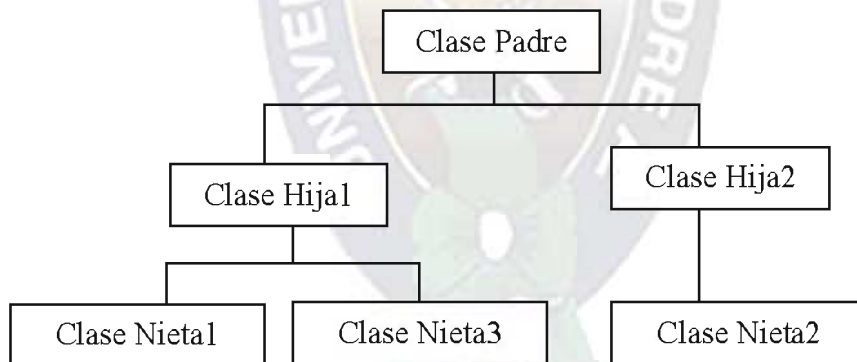 Clase Padre
Clase Hija1
Clase Hija2
Clase Nieta1
Clase Nieta3
Clase Nieta2